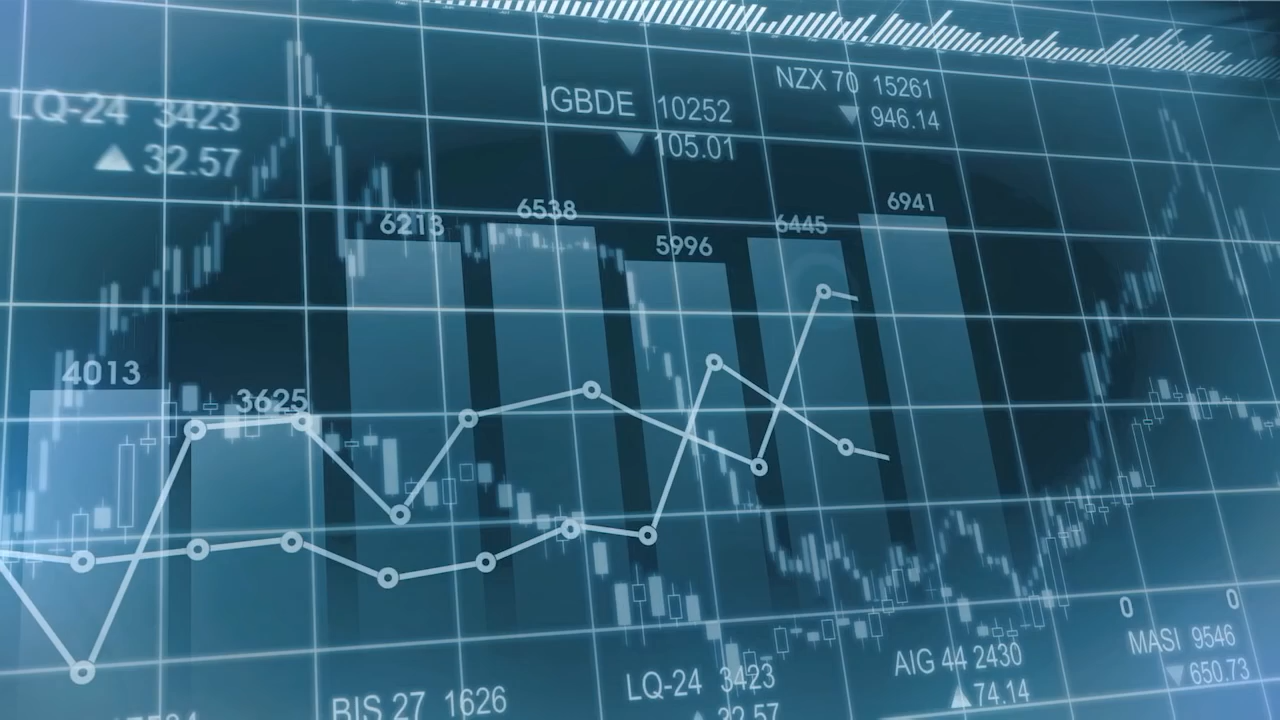 NZX 70 15261
▼ 946.14
IGBDE 10252
▼ 105.01
LQ-24 3423
▲ 32.57
6941
6538
6213
6445
5996
4013
3625
0 0
MASI 9546
▼ 650.73
AIG 44 2430
▲ 74.14
LQ-24 3423
▲ 32.57
BIS 27 1626